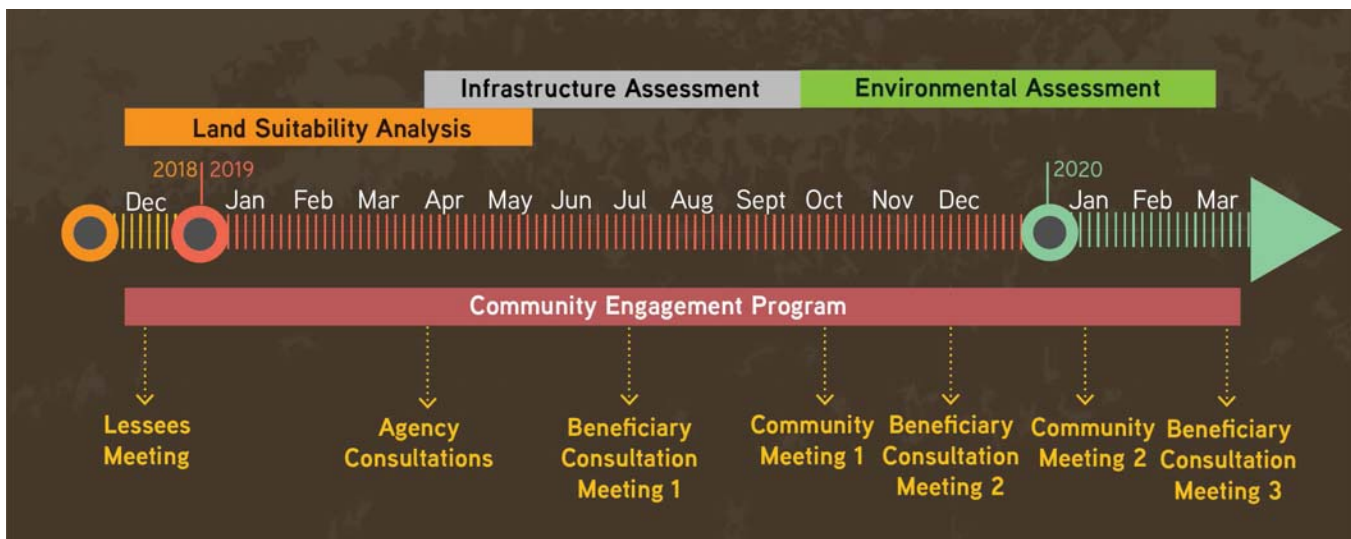 Infrastructure Assessment
Environmental Assessment
Land Suitability Analysis
2018 2019
2020
Dec Jan Feb Mar Apr May Jun Jul Aug Sept Oct Nov Dec Jan Feb Mar
Community Engagement Program
Lessees
Meeting
Agency
Consultations
Beneficiary
Consultation
Meeting 1
Community
Meeting 1
Beneficiary
Consultation
Meeting 2
Community
Meeting 2
Beneficiary
Consultation
Meeting 3